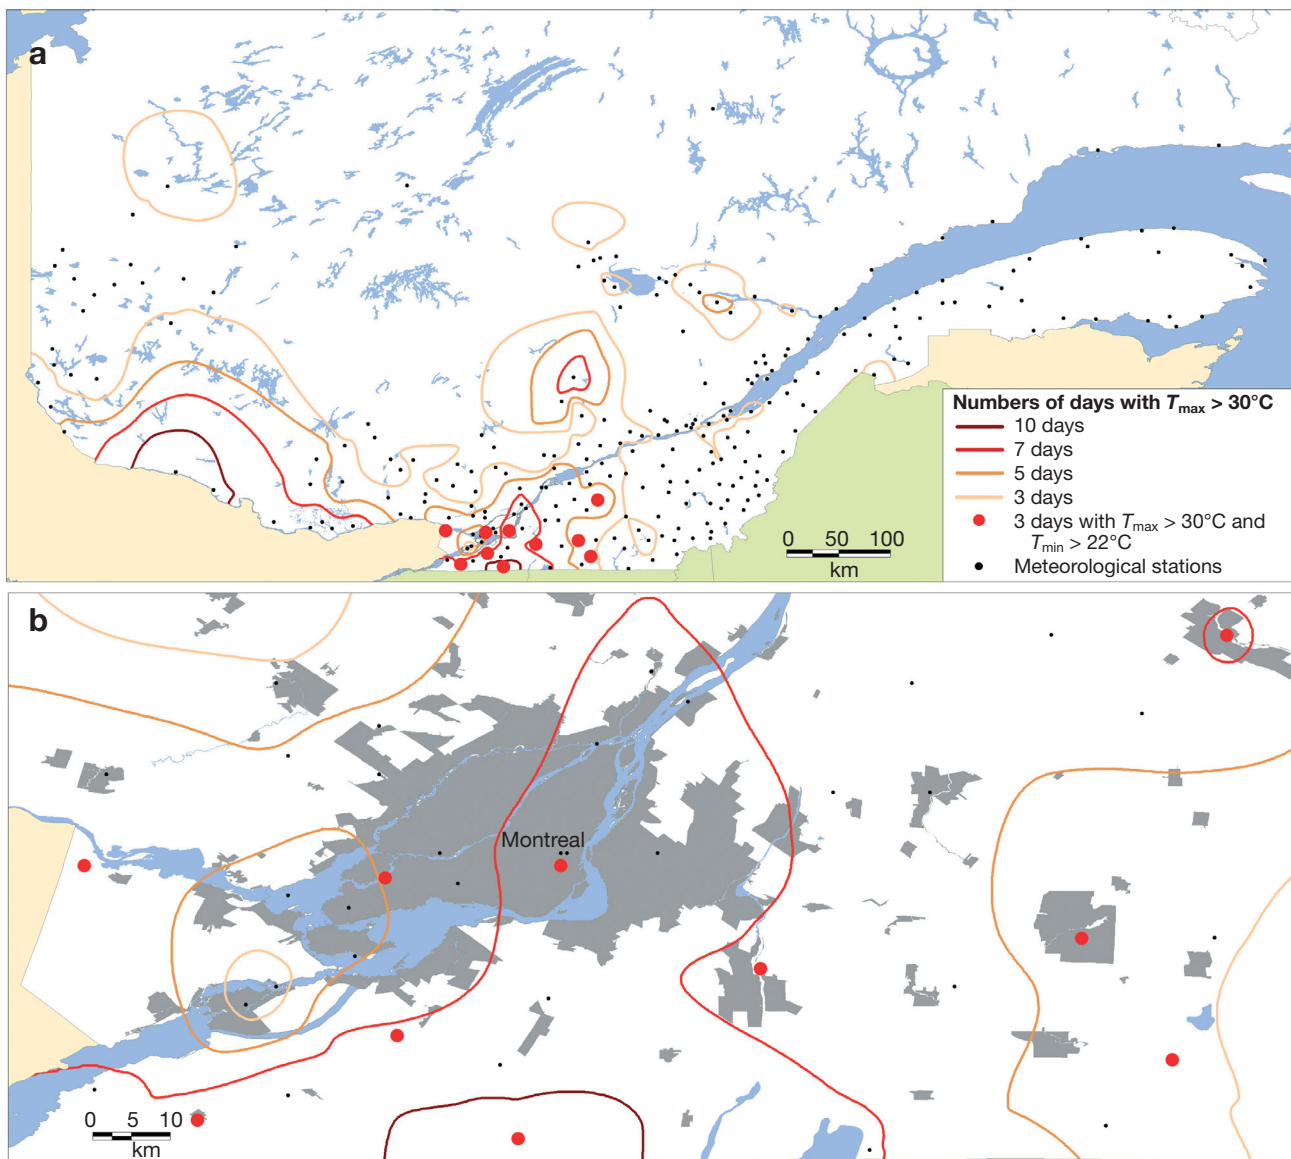 a
Numbers of days with Tmax > 30°C
10 days
7 days
5 days
3 days
3 days with Tmax > 30°C and
Tmin > 22°C
Meteorological stations
0 50 100
km
b
Montreal
0 5 10
km